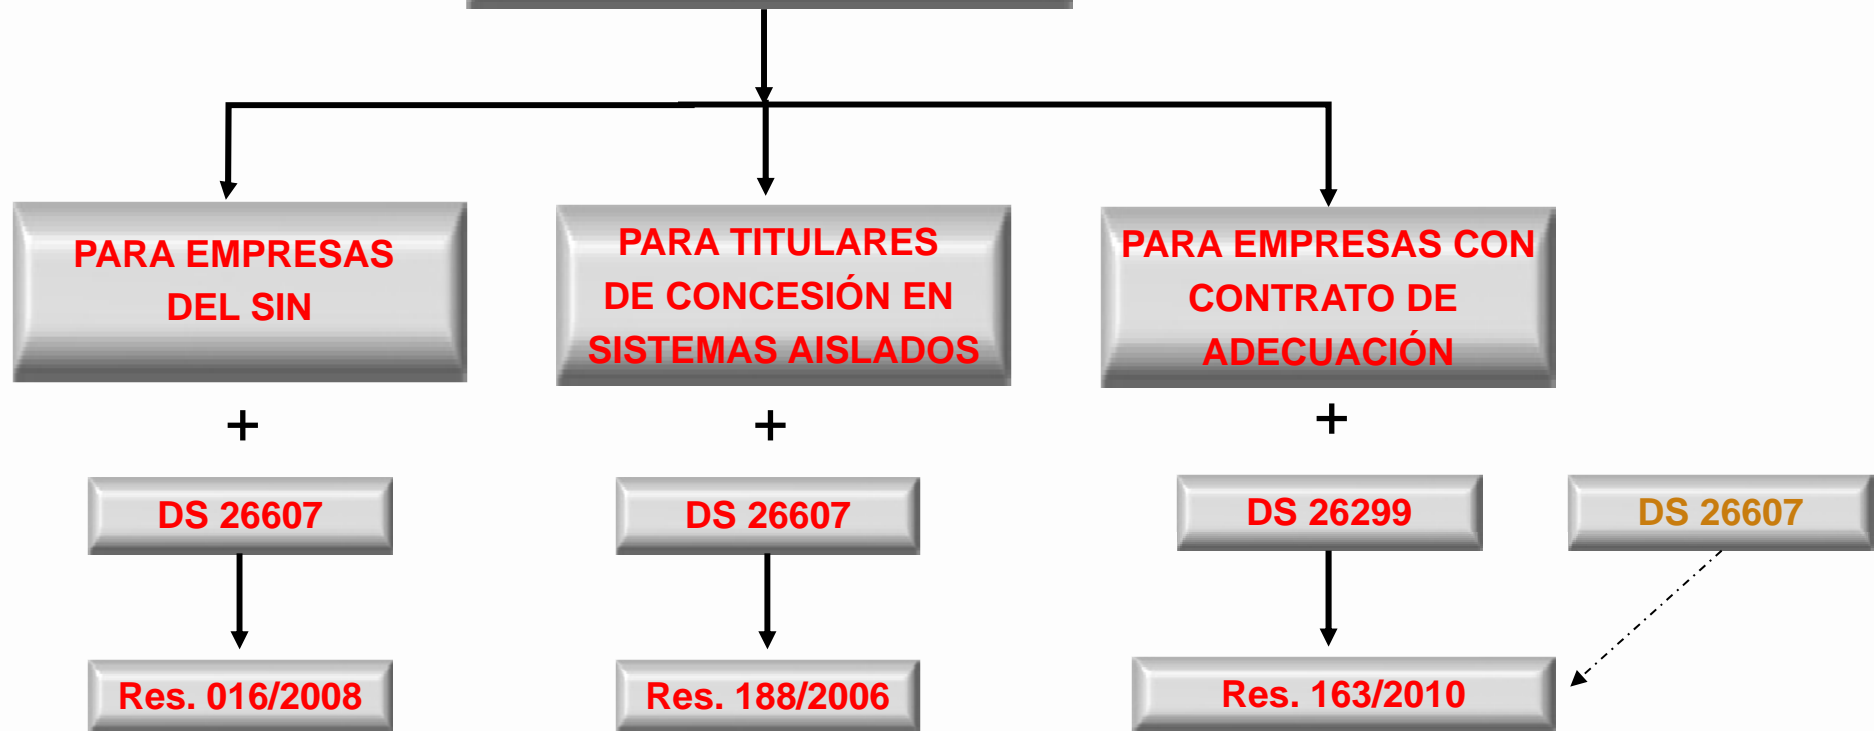 PARA EMPRESAS
DEL SIN
PARA TITULARES
DE CONCESIÓN EN
SISTEMAS AISLADOS
PARA EMPRESAS CON
CONTRATO DE
ADECUACIÓN
+
+
+
DS 26607
DS 26607
DS 26299
DS 26607
Res. 016/2008
Res. 188/2006
Res. 163/2010